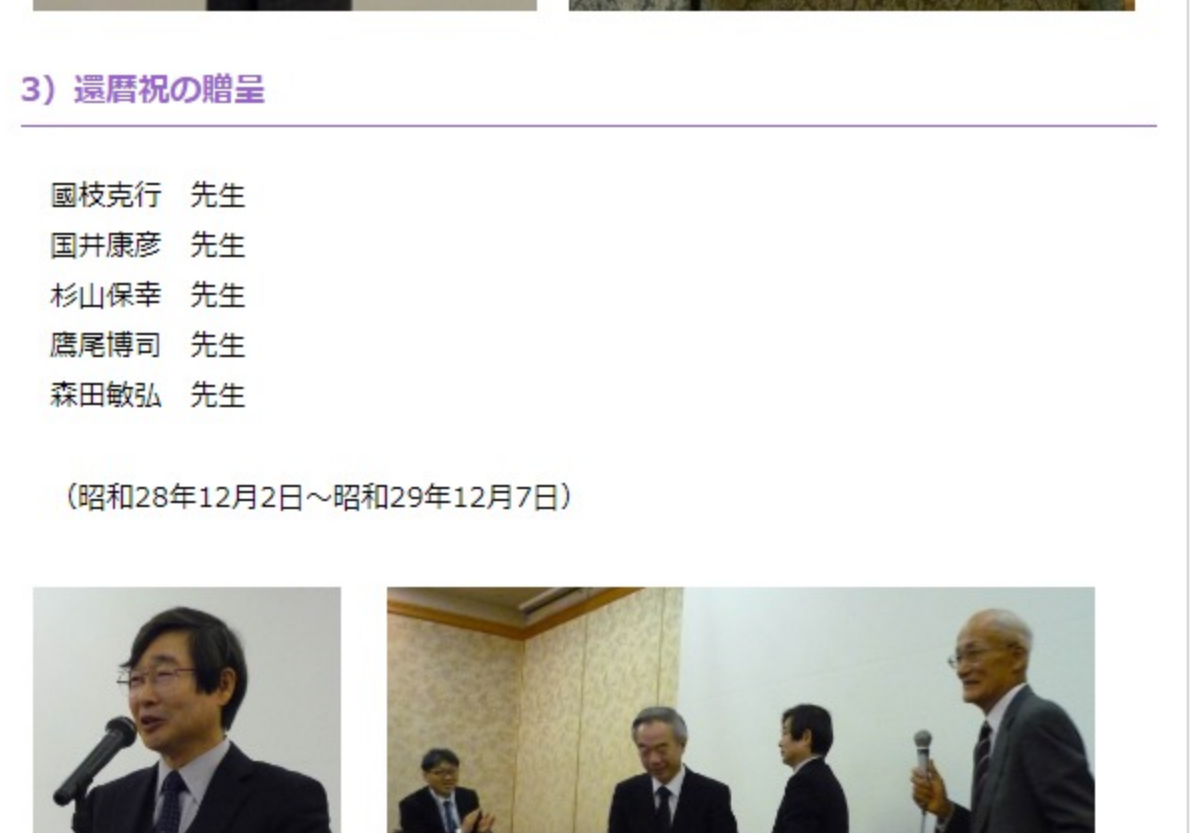 3）還暦祝の贈呈
國枝克行　先生
国井康彦　先生
杉山保幸　先生
鷹尾博司　先生
森田敏弘　先生
（昭和28年12月2日～昭和29年12月7日）